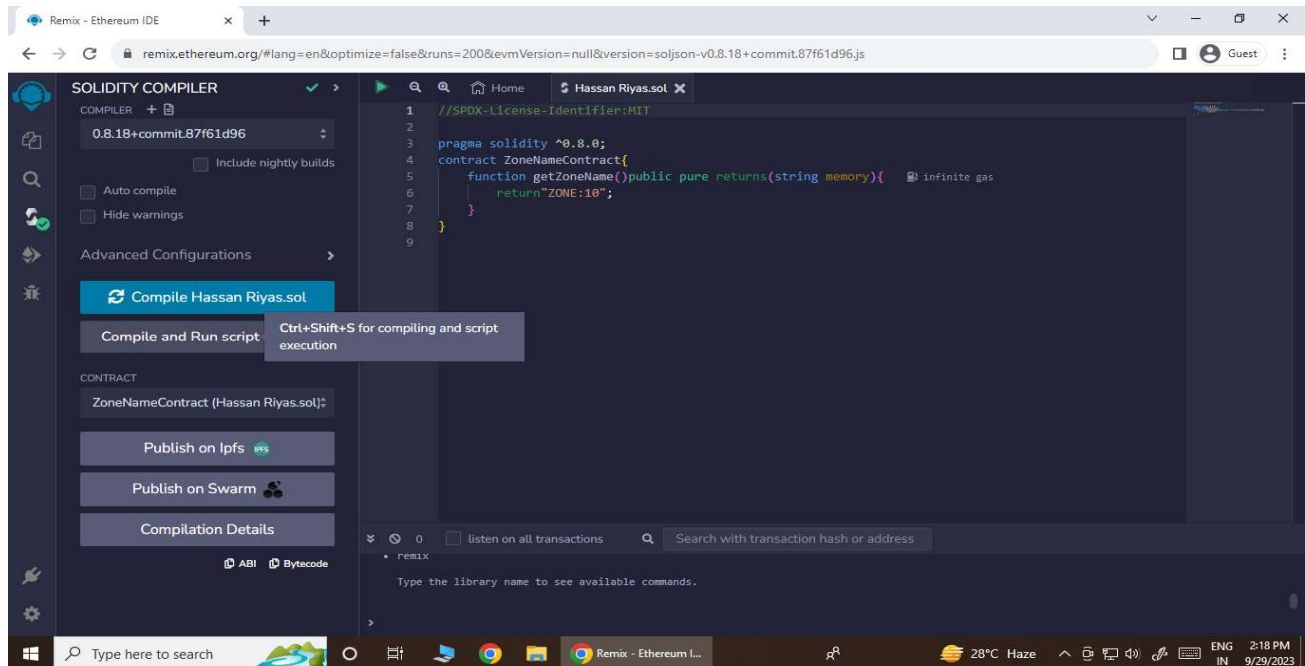 Remix - Ethereum IDE
remix.ethereum.org/#lang=en&optimize=false&runs=200&evmVersion=null&version=soljson-v0.8.18+commit.87f61d96.js
Guest
SOLIDITY COMPILER
COMPILER
0.8.18+commit.87f61d96
Include nightly builds
Auto compile
Hide warnings
Advanced Configurations
Compile Hassan Riyas.sol
Compile and Run script
Ctrl+Shift+S for compiling and script
execution
CONTRACT
ZoneNameContract (Hassan Riyas.sol)
Publish on Ipfs
IPFS
Publish on Swarm
Compilation Details
ABI Bytecode
Home
Hassan Riyas.sol
1 //SPDX-License-Identifier:MIT
2
3 pragma solidity ^0.8.0;
4 contract ZoneNameContract{
5 function getZoneName()public pure returns(string memory){ infinite gas
6 return"ZONE:10";
7 }
8 }
9
0 listen on all transactions Search with transaction hash or address
• remix
Type the library name to see available commands.
>
Type here to search
Remix - Ethereum I...
28°C Haze
ENG
IN
2:18 PM
9/29/2023